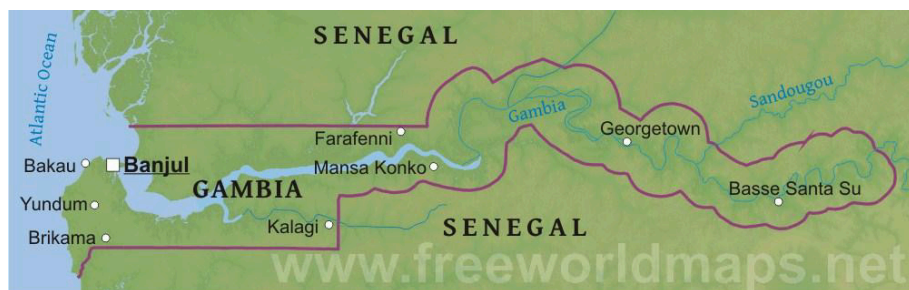 SENEGAL
Atlantic Ocean
Sandougou
Gambia
Georgetown
Farafenni
Bakau
Banjul
Mansa Konko
GAMBIA
Basse Santa Su
Yundum
Kalagi
SENEGAL
Brikama
www.freeworldmaps.net